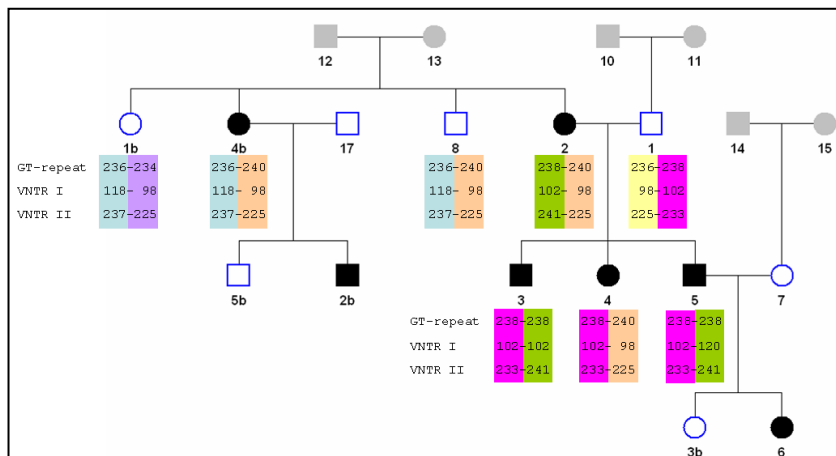 12 13 10 11
1b 4b 17 8 2 1 14 15
GT-repeat 236-234 236-240 236-240 238-240 236-238
VNTR I 118- 98 118- 98 118- 98 102- 98 98-102
VNTR II 237-225 237-225 237-225 241-225 225-233
5b 2b 3 4 5 7
GT-repeat 238-238 238-240 238-238
VNTR I 102-102 102- 98 102-120
VNTR II 233-241 233-225 233-241
3b 6